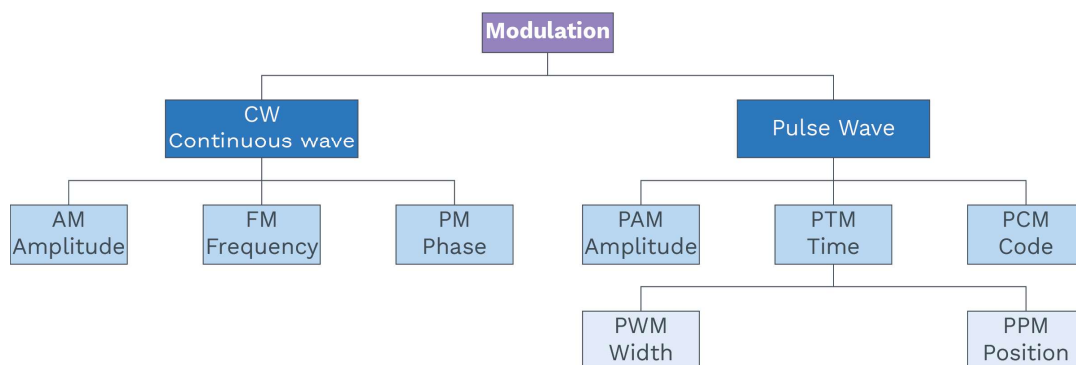 Modulation
CW
Continuous wave
Pulse Wave
AM
Amplitude
FM
Frequency
PM
Phase
PAM
Amplitude
PTM
Time
PCM
Code
PWM
Width
PPM
Position